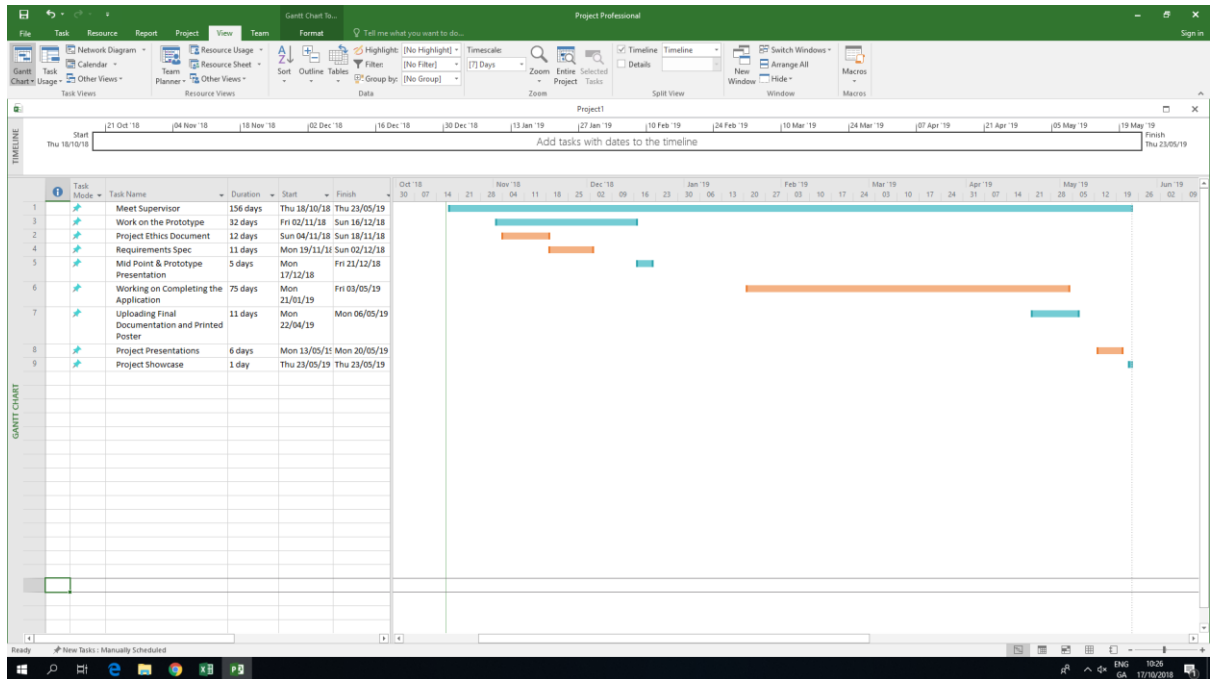 Gantt Chart To...
Project Professional
File Task Resource Report Project View Team Format Tell me what you want to do... Sign in
Network Diagram Resource Usage Highlight: [No Highlight] Timescale: Timeline Timeline Switch Windows
Calendar Resource Sheet Filter: [No Filter] [7] Days Details Arrange All
Other Views Other Views Group by: [No Group] Hide
Gantt Chart Task Usage Team Planner Sort Outline Tables Zoom Entire Project Selected Tasks New Window Macros
Task Views Resource Views Data Zoom Split View Window Macros
Project1
TIMELINE
21 Oct '18 04 Nov '18 18 Nov '18 02 Dec '18 16 Dec '18 30 Dec '18 13 Jan '19 27 Jan '19 10 Feb '19 24 Feb '19 10 Mar '19 24 Mar '19 07 Apr '19 21 Apr '19 05 May '19 19 May '19
Start
Thu 18/10/18
Add tasks with dates to the timeline
Finish
Thu 23/05/19
Task Mode Task Name Duration Start Finish
Oct '18 Nov '18 Dec '18 Jan '19 Feb '19 Mar '19 Apr '19 May '19 Jun '19
30 07 14 21 28 04 11 18 25 02 09 16 23 30 06 13 20 27 03 10 17 24 03 10 17 24 31 07 14 21 28 05 12 19 26 02 09
1 Meet Supervisor 156 days Thu 18/10/18 Thu 23/05/19
3 Work on the Prototype 32 days Fri 02/11/18 Sun 16/12/18
2 Project Ethics Document 12 days Sun 04/11/18 Sun 18/11/18
4 Requirements Spec 11 days Mon 19/11/18 Sun 02/12/18
5 Mid Point & Prototype 5 days Mon Fri 21/12/18
Presentation 17/12/18
6 Working on Completing the 75 days Mon Fri 03/05/19
Application 21/01/19
7 Uploading Final 11 days Mon Mon 06/05/19
Documentation and Printed 22/04/19
Poster
8 Project Presentations 6 days Mon 13/05/19 Mon 20/05/19
9 Project Showcase 1 day Thu 23/05/19 Thu 23/05/19
GANTT CHART
Ready New Tasks : Manually Scheduled
ENG 10:26
GA 17/10/2018